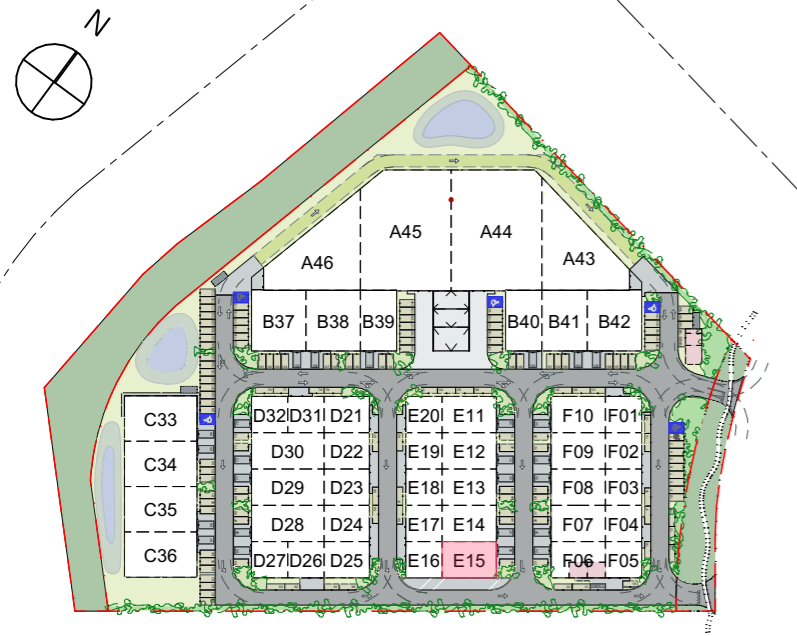 N
A45 A44
A46 A43
B37 B38 B39 B40 B41 B42
C33
C34
C35
C36
D32 D31 D21
D30 D22
D29 D23
D28 D24
D27 D26 D25
E20 E11
E19 E12
E18 E13
E17 E14
E16 E15
F10 F01
F09 F02
F08 F03
F07 F04
F06 F05